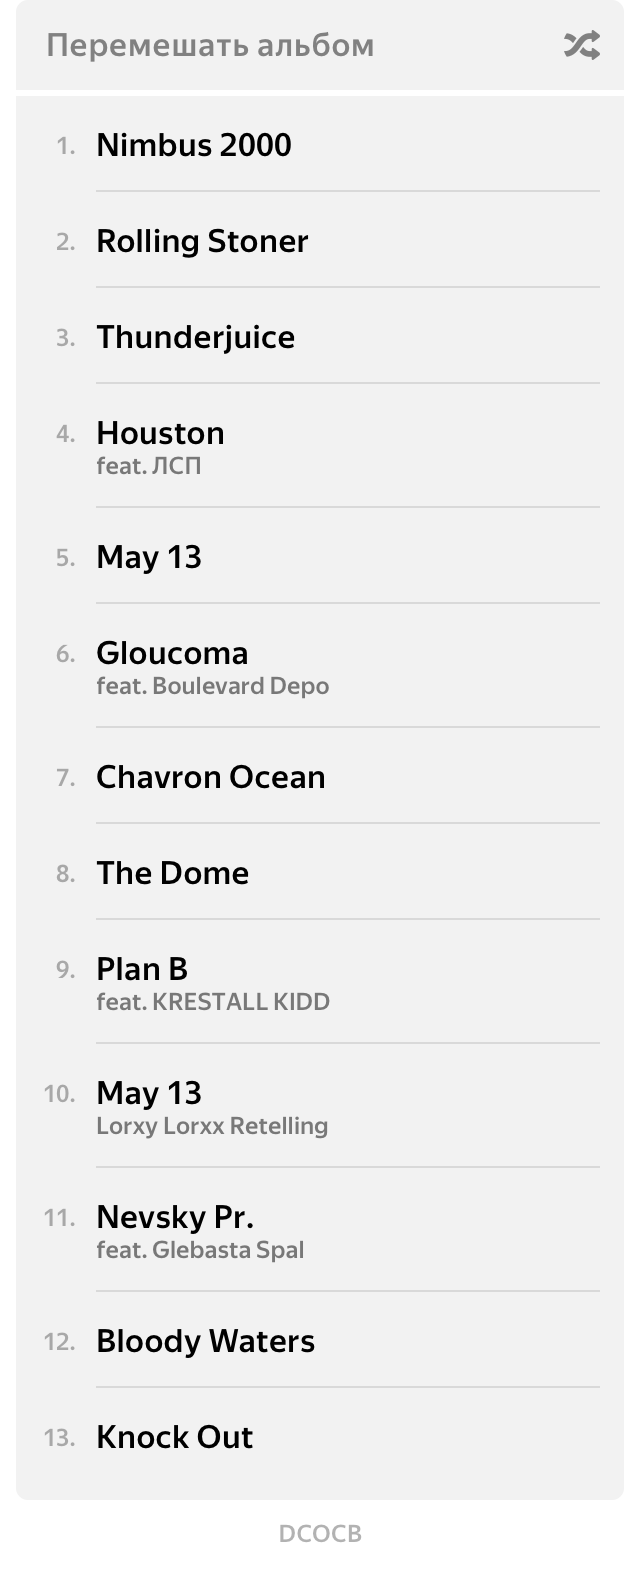 Перемешать альбом
1. Nimbus 2000
2. Rolling Stoner
3. Thunderjuice
4. Houston
feat. ЛСП
5. May 13
6. Gloucoma
feat. Boulevard Depo
7. Chavron Ocean
8. The Dome
9. Plan B
feat. KRESTALL KIDD
10. May 13
Lorxy Lorxx Retelling
11. Nevsky Pr.
feat. Glebasta Spal
12. Bloody Waters
13. Knock Out
DCOCB